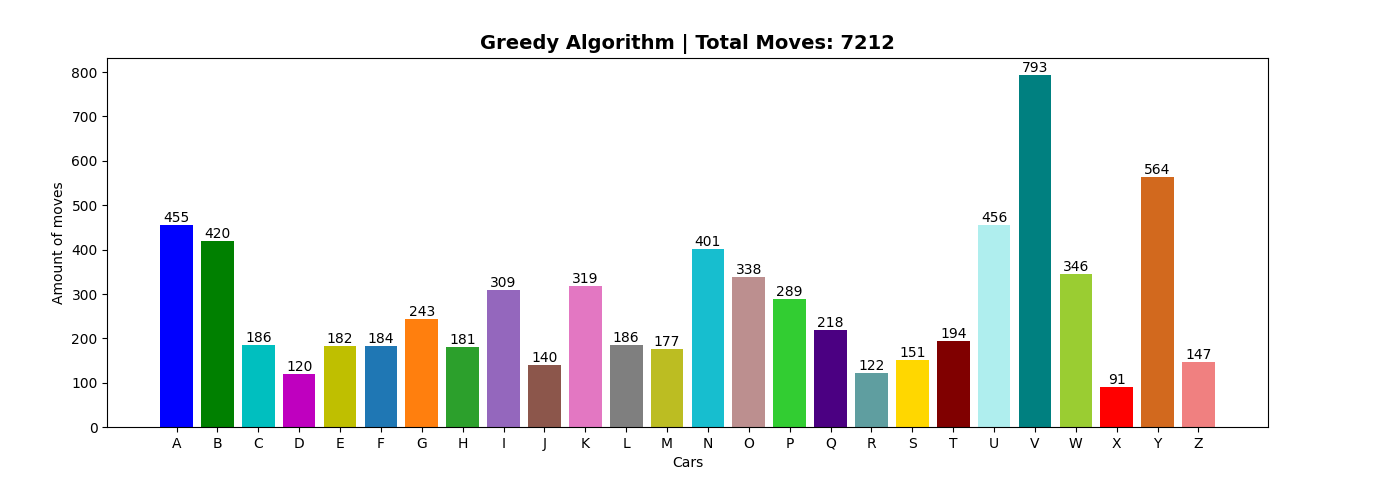 Greedy Algorithm | Total Moves: 7212
Amount of moves
800
700
600
500
400
300
200
100
0
455 420 186 120 182 184 243 181 309 140 319 186 177 401 338 289 218 122 151 194 456 793 346 91 564 147
A B C D E F G H I J K L M N O P Q R S T U V W X Y Z
Cars